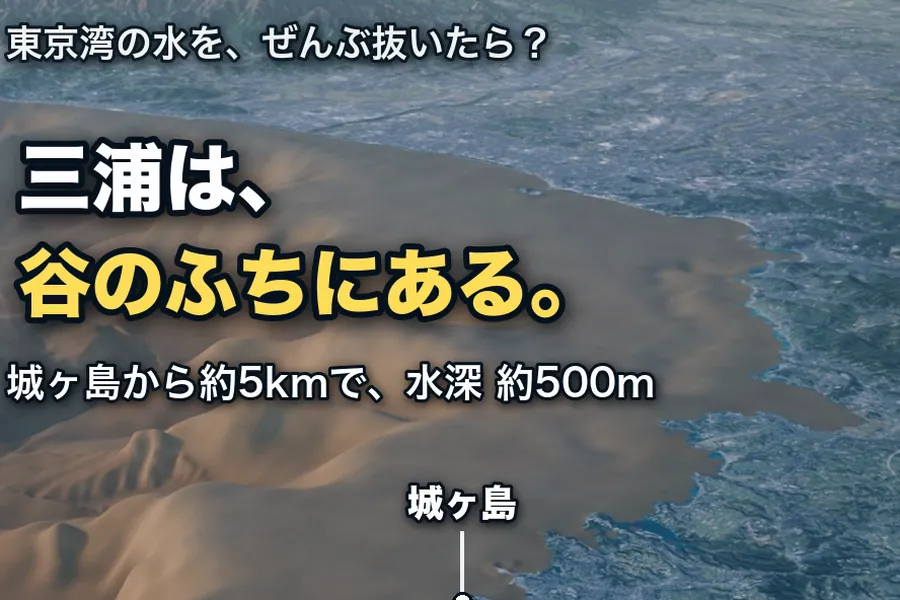 東京湾の水を、ぜんぶ抜いたら？
三浦は、
谷のふちにある。
城ヶ島から約5kmで、水深 約500m
城ヶ島